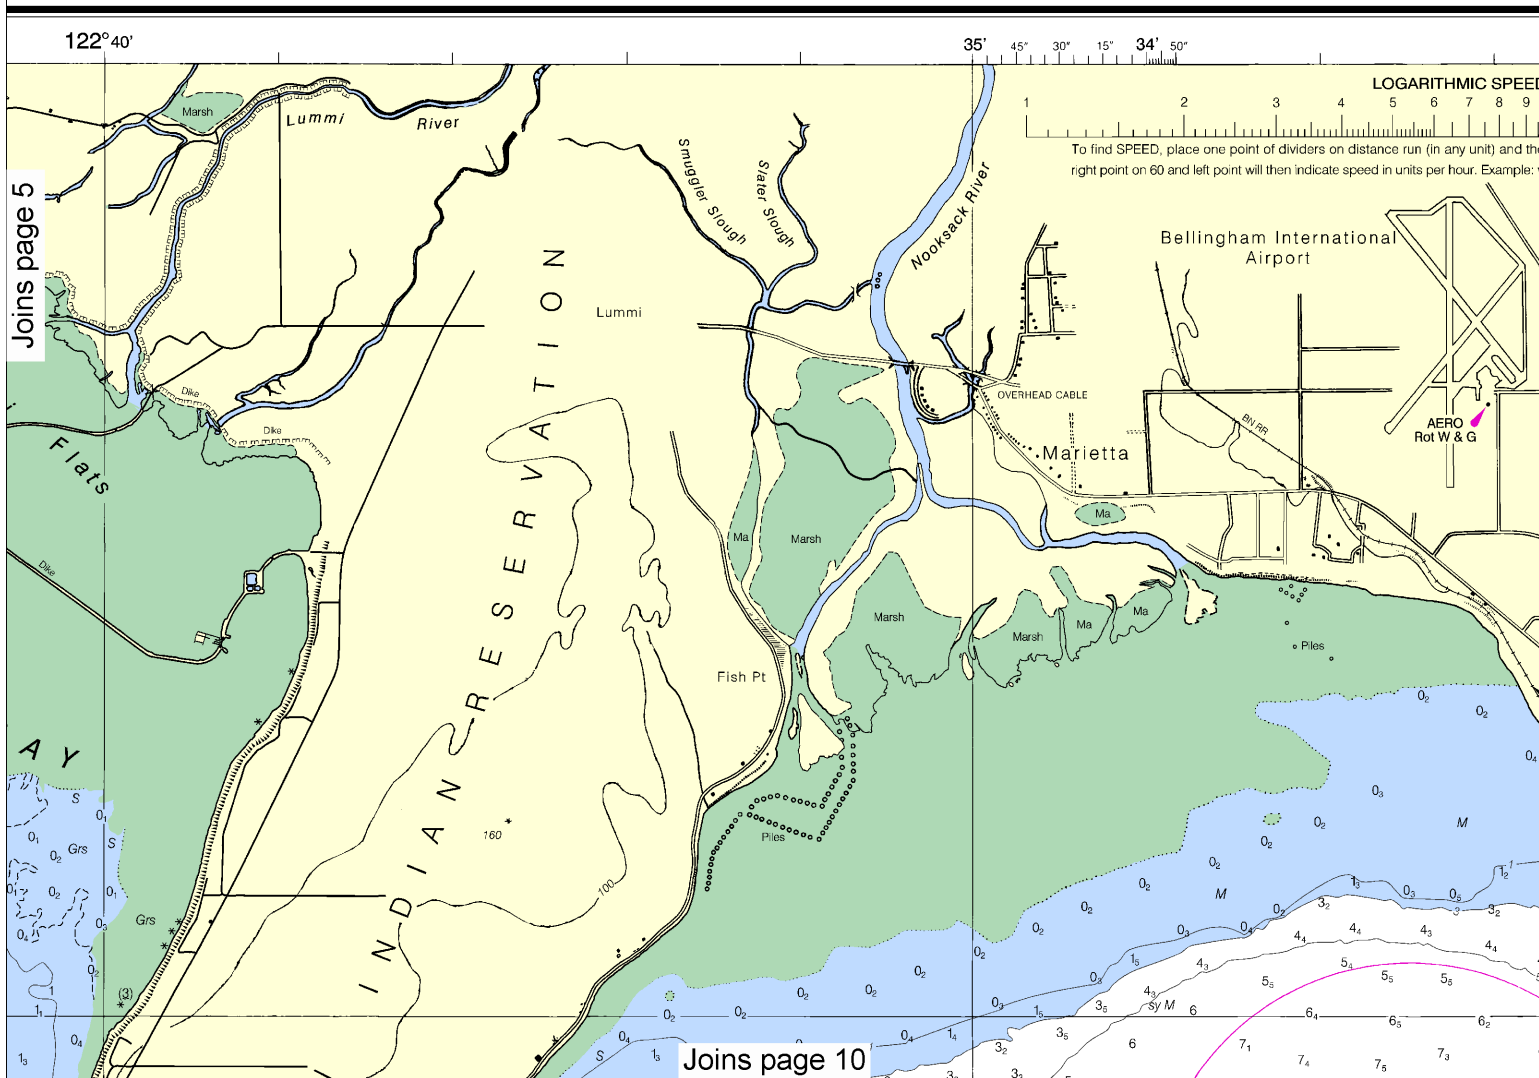 122°40'
35'
45"
30"
15"
34'
50"
LOGARITHMIC SPEED
1 2 3 4 5 6 7 8 9
To find SPEED, place one point of dividers on distance run (in any unit) and the
right point on 60 and left point will then indicate speed in units per hour. Example:
Marsh
Lummi River
Joins page 5
Smuggler Slough
Slater Slough
Nooksack River
Bellingham International
Airport
Lummi
INDIAN RESERVATION
OVERHEAD CABLE
Marietta
BN RR
AERO
Rot W & G
Dike
Dike
Flats
Dike
Ma
Marsh
Ma
Marsh
Marsh
Ma
Ma
Piles
Fish Pt
Piles
AY
S
S
Grs
Grs
(3)
160
100
M
M
sy M
S
Joins page 10